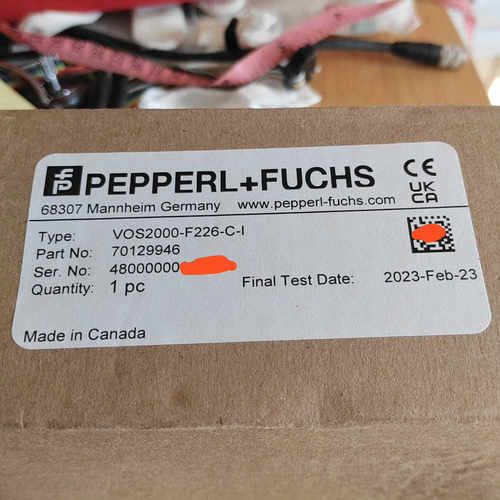 PEPPERL+FUCHS
68307 Mannheim Germany www.pepperl-fuchs.com
CE
UK
CA
Type: VOS2000-F226-C-I
Part No: 70129946
Ser. No: 48000000
Quantity: 1 pc
Final Test Date: 2023-Feb-23
Made in Canada